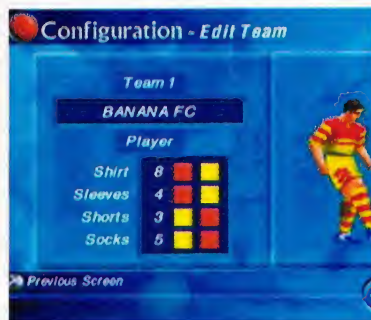 Configuration - Edit Team
Team 1
BANANA FC
Player
Shirt 8
Sleeves 4
Shorts 3
Socks 5
Previous Screen